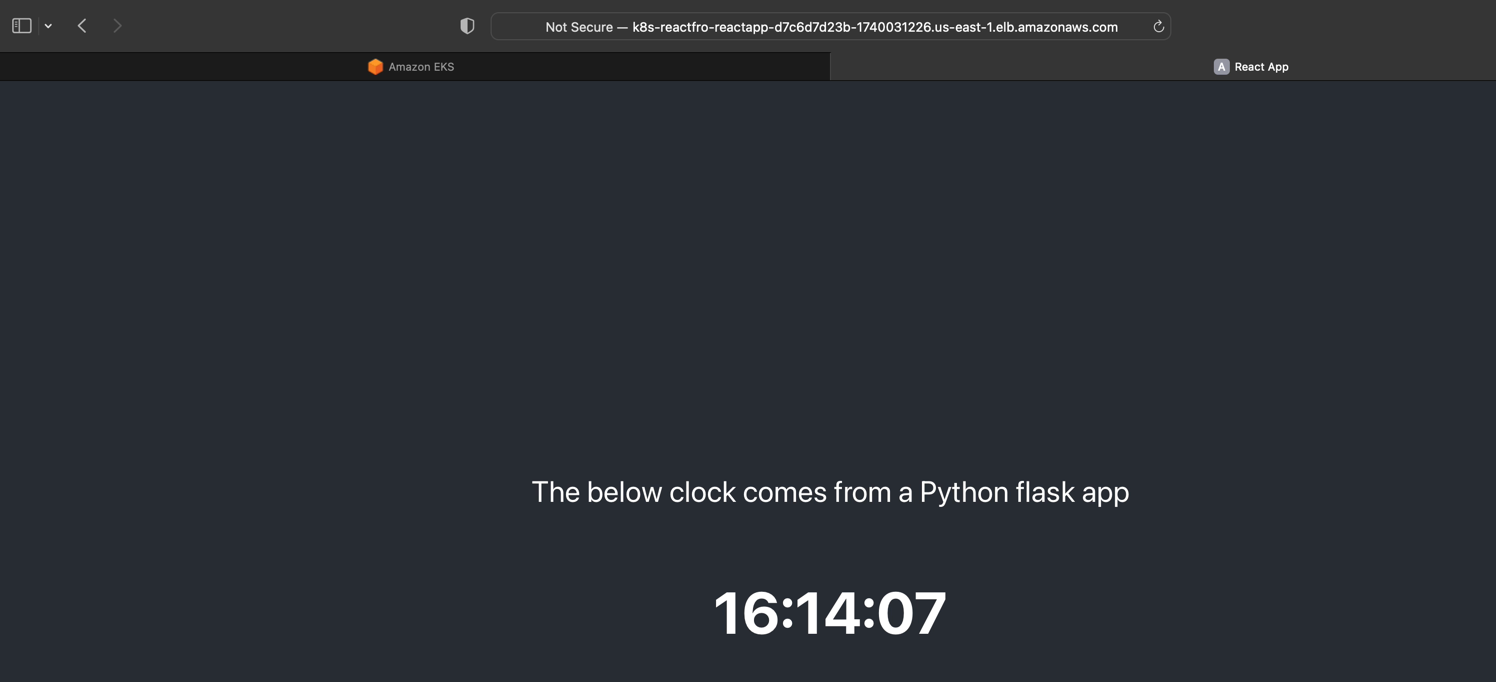 Not Secure — k8s-reactfro-reactapp-d7c6d7d23b-1740031226.us-east-1.elb.amazonaws.com
Amazon EKS
A React App
The below clock comes from a Python flask app
16:14:07